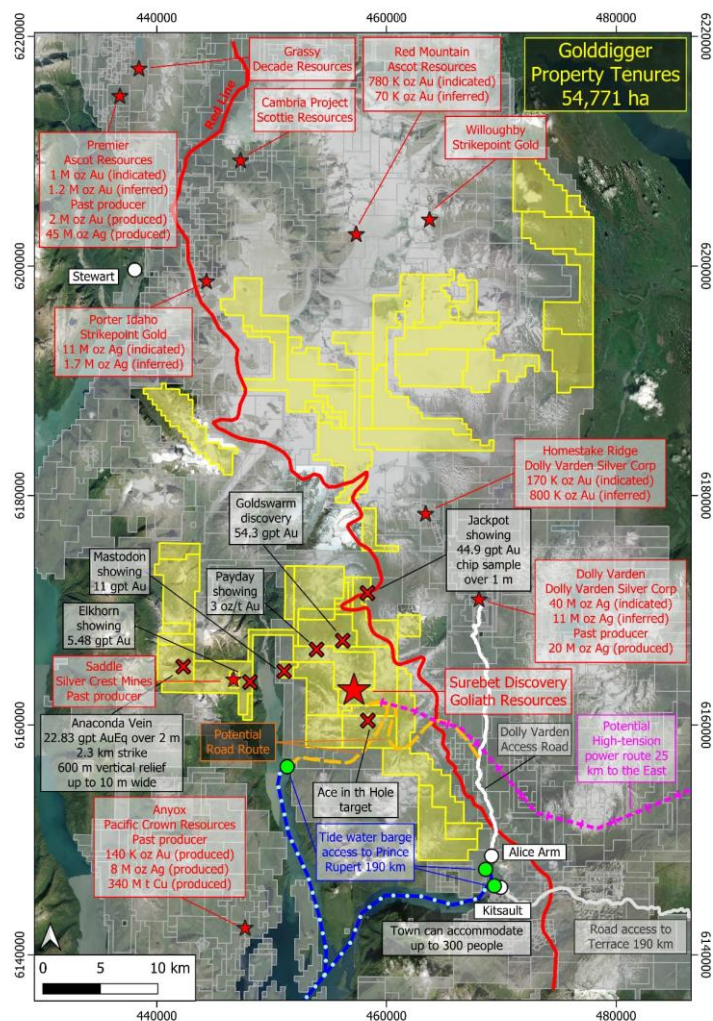 440000
460000
480000
6220000
6220000
Grassy
Decade Resources
Red Mountain
Ascot Resources
780 K oz Au (indicated)
70 K oz Au (inferred)
Golddigger
Property Tenures
54,771 ha
Red Line
Cambria Project
Scottie Resources
Willoughby
Strikepoint Gold
Premier
Ascot Resources
1 M oz Au (indicated)
1.2 M oz Au (inferred)
Past producer
2 M oz Au (produced)
45 M oz Ag (produced)
6200000
6200000
Stewart
Porter Idaho
Strikepoint Gold
11 M oz Ag (indicated)
1.7 M oz Ag (inferred)
Homestake Ridge
Dolly Varden Silver Corp
170 K oz Au (indicated)
800 K oz Au (inferred)
6180000
6180000
Goldswarm
discovery
54.3 gpt Au
Jackpot
showing
44.9 gpt Au
chip sample
over 1 m
Mastodon
showing
11 gpt Au
Payday
showing
3 oz/t Au
Elkhorn
showing
5.48 gpt Au
Dolly Varden
Dolly Varden Silver Corp
40 M oz Ag (indicated)
11 M oz Ag (inferred)
Past producer
20 M oz Ag (produced)
Saddle
Silver Crest Mines
Past producer
Surebet Discovery
Goliath Resources
6160000
6160000
Anaconda Vein
22.83 gpt AuEq over 2 m
2.3 km strike
600 m vertical relief
up to 10 m wide
Potential
Road Route
Dolly Varden
Access Road
Potential
High-tension
power route 25
km to the East
Ace in th Hole
target
Anyox
Pacific Crown Resources
Past producer
140 K oz Au (produced)
8 M oz Ag (produced)
340 M t Cu (produced)
Tide water barge
access to Prince
Rupert 190 km
Alice Arm
Kitsault
Town can accommodate
up to 300 people
Road access to
Terrace 190 km
6140000
6140000
0 5 10 km
440000
460000
480000